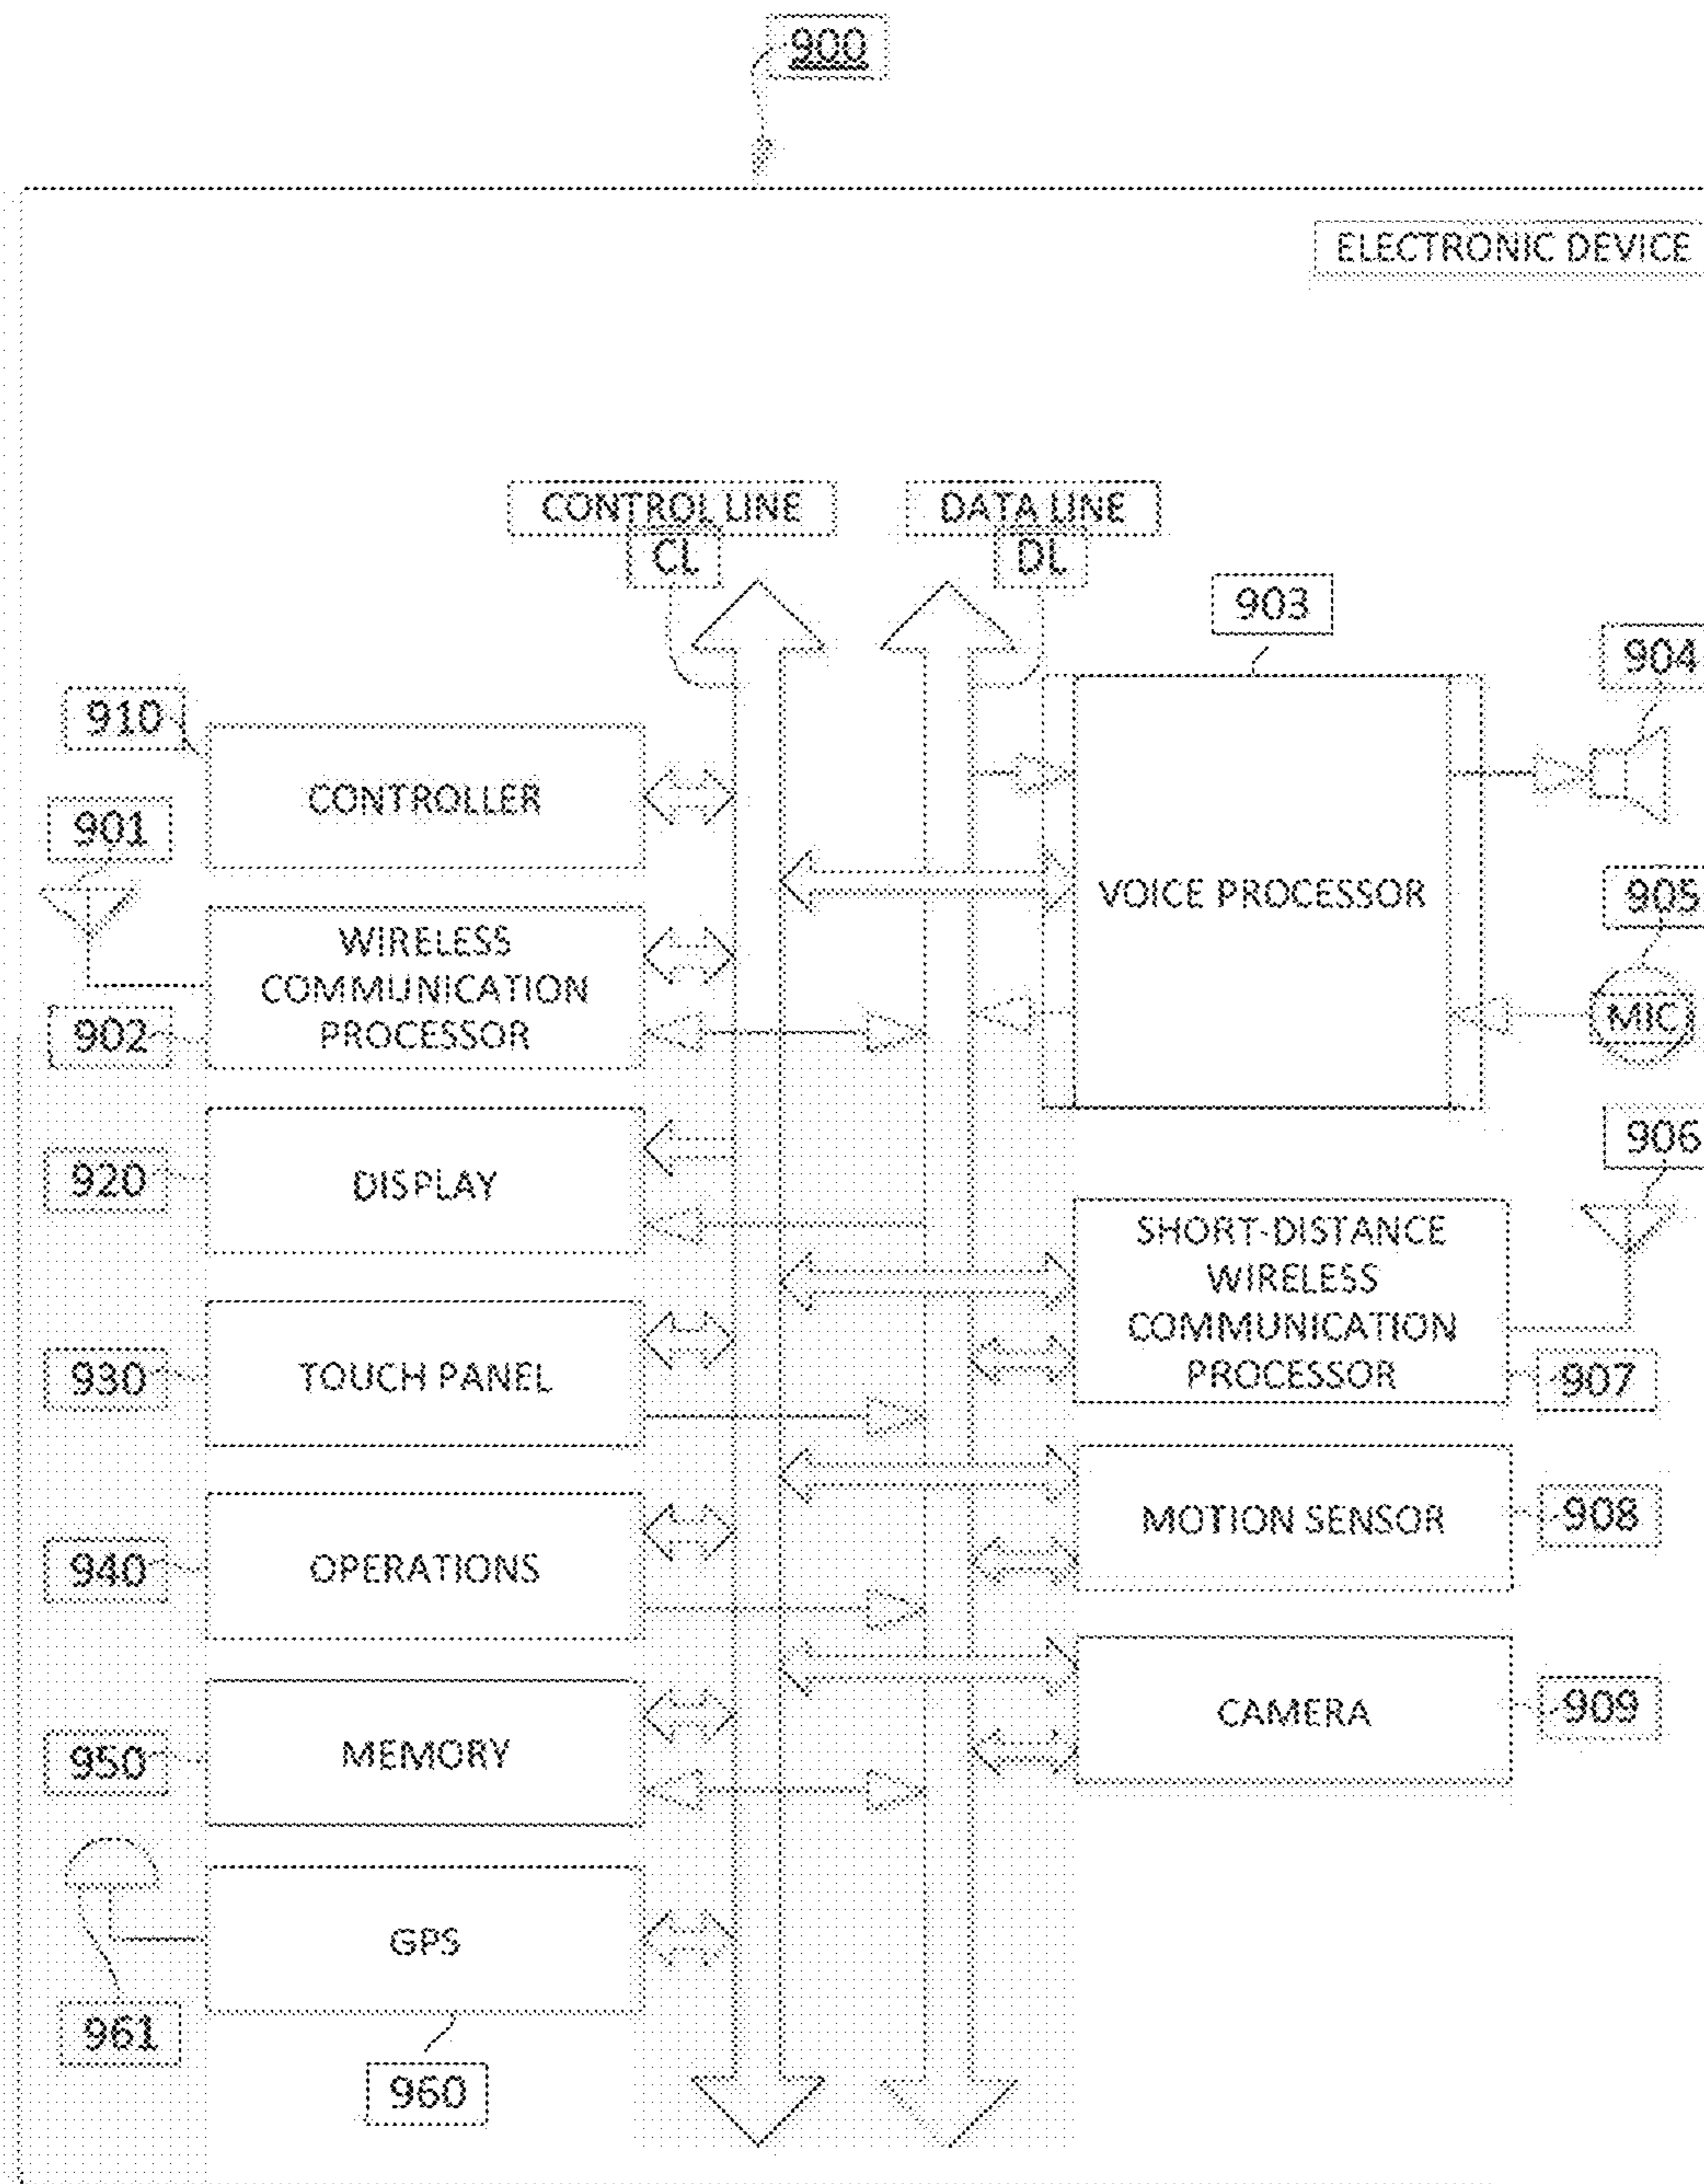 900
ELECTRONIC DEVICE
CONTROL LINE
CL
DATA LINE
DL
903
904
910
CONTROLLER
901
VOICE PROCESSOR
905
WIRELESS
COMMUNICATION
PROCESSOR
902
MIC
906
920
DISPLAY
SHORT-DISTANCE
WIRELESS
COMMUNICATION
PROCESSOR
907
930
TOUCH PANEL
MOTION SENSOR
908
940
OPERATIONS
CAMERA
909
950
MEMORY
GPS
961
960